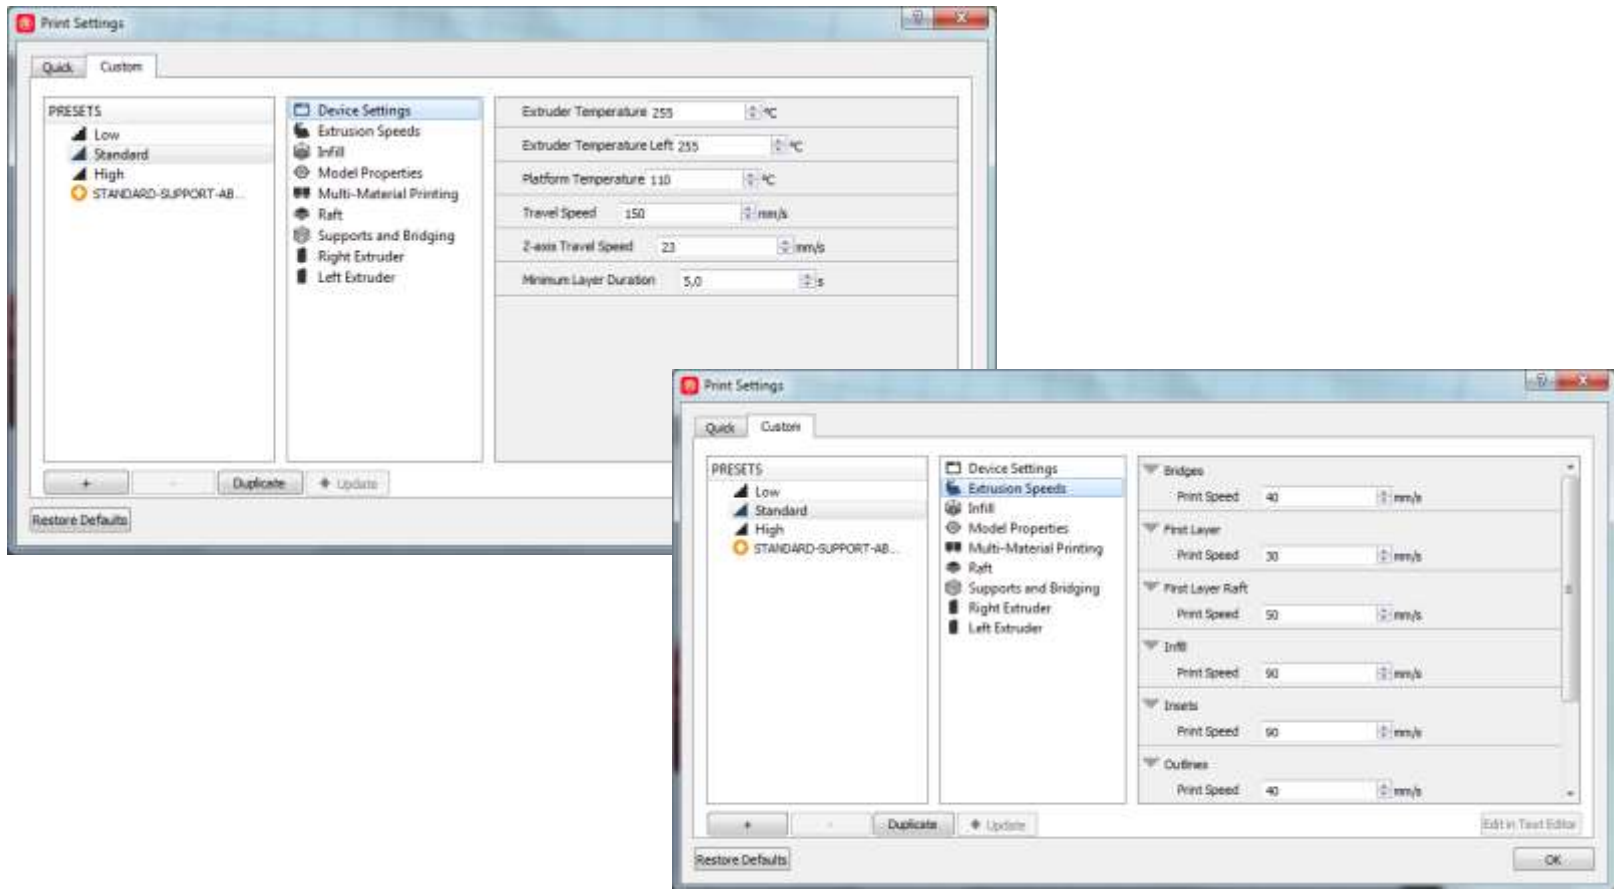 Print Settings
Quick Custom
PRESETS
Low
Standard
High
STANDARD-SUPPORT-AB...
Device Settings
Extrusion Speeds
Infill
Model Properties
Multi-Material Printing
Raft
Supports and Bridging
Right Extruder
Left Extruder
Extruder Temperature 255 °C
Extruder Temperature Left 255 °C
Platform Temperature 110 °C
Travel Speed 150 mm/s
Z-axis Travel Speed 23 mm/s
Minimum Layer Duration 5,0 s
+ - Duplicate Update
Restore Defaults
Print Settings
Quick Custom
PRESETS
Low
Standard
High
STANDARD-SUPPORT-AB...
Device Settings
Extrusion Speeds
Infill
Model Properties
Multi-Material Printing
Raft
Supports and Bridging
Right Extruder
Left Extruder
Bridges
Print Speed 40 mm/s
First Layer
Print Speed 30 mm/s
First Layer Raft
Print Speed 50 mm/s
Infill
Print Speed 90 mm/s
Insets
Print Speed 90 mm/s
Outlines
Print Speed 40 mm/s
+ - Duplicate Update
Edit in Text Editor
Restore Defaults
OK